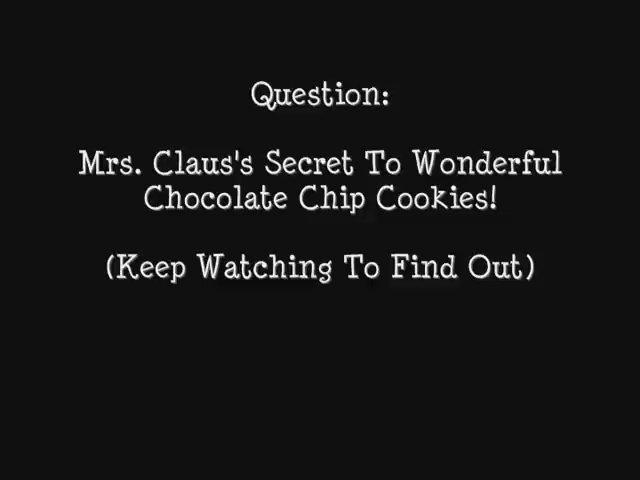 Question:
Mrs. Claus's Secret To Wonderful
Chocolate Chip Cookies!
(Keep Watching To Find Out)